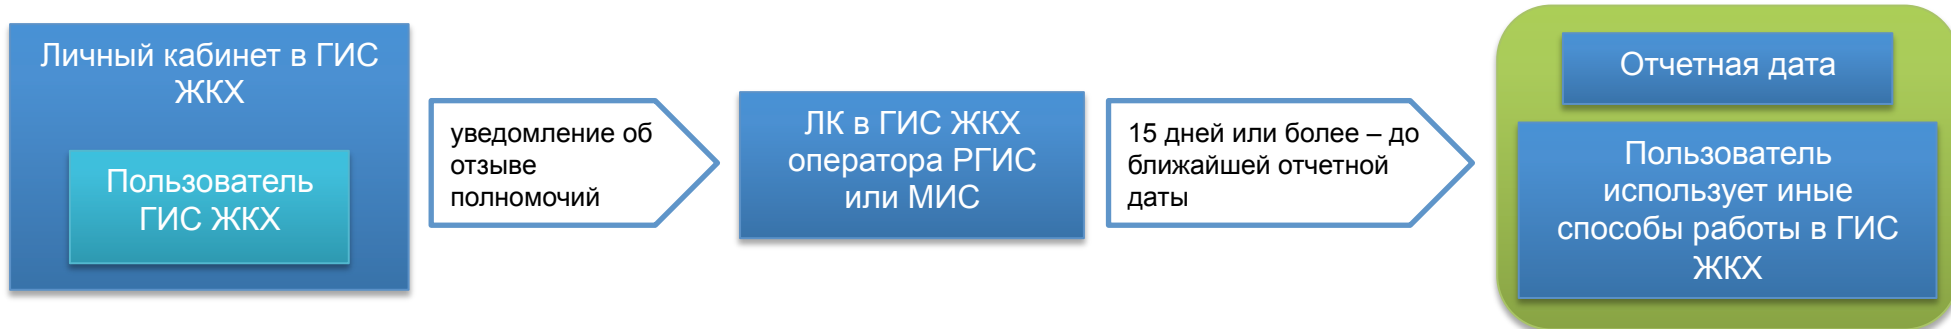 Личный кабинет в ГИС
ЖКХ
Пользователь
ГИС ЖКХ
уведомление об
отзыве
полномочий
ЛК в ГИС ЖКХ
оператора РГИС
или МИС
15 дней или более – до
ближайшей отчетной
даты
Отчетная дата
Пользователь
использует иные
способы работы в ГИС
ЖКХ